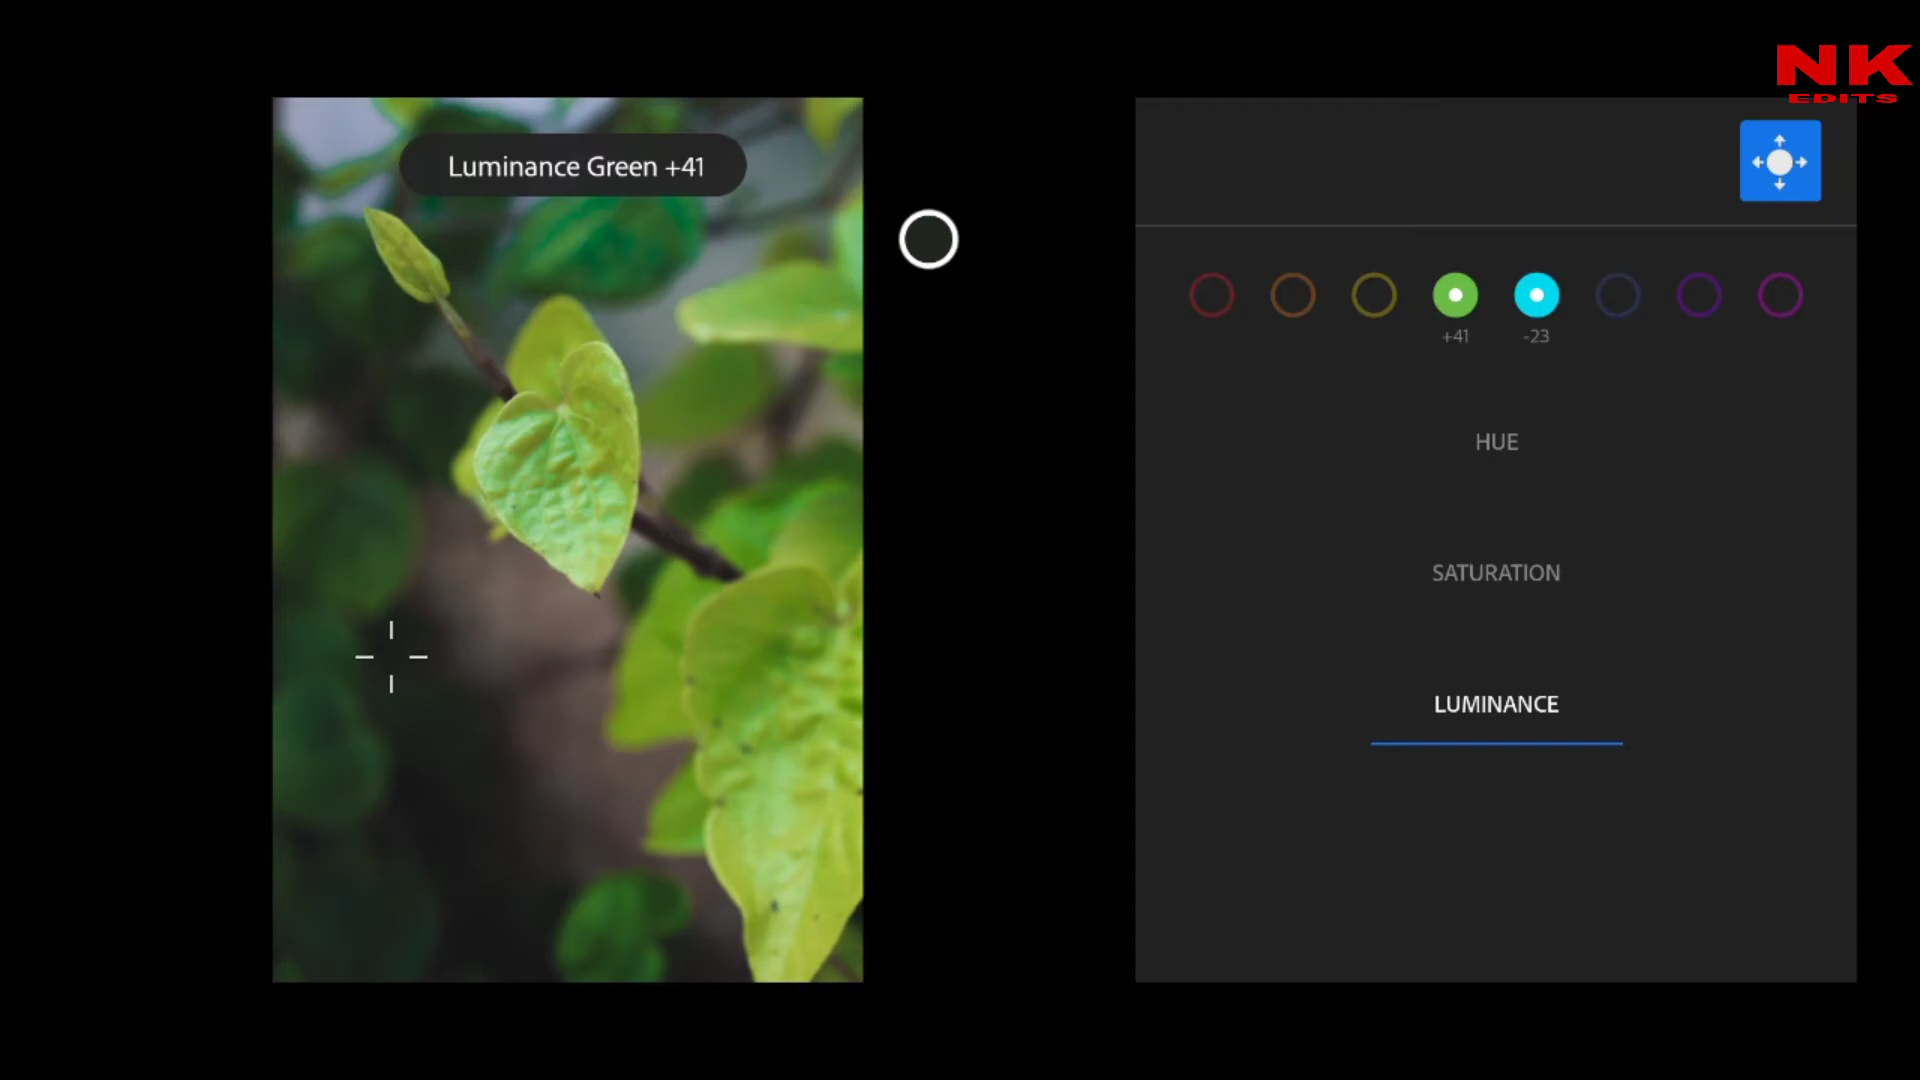 NK
EDITS
Luminance Green +41
+41
-23
HUE
SATURATION
LUMINANCE